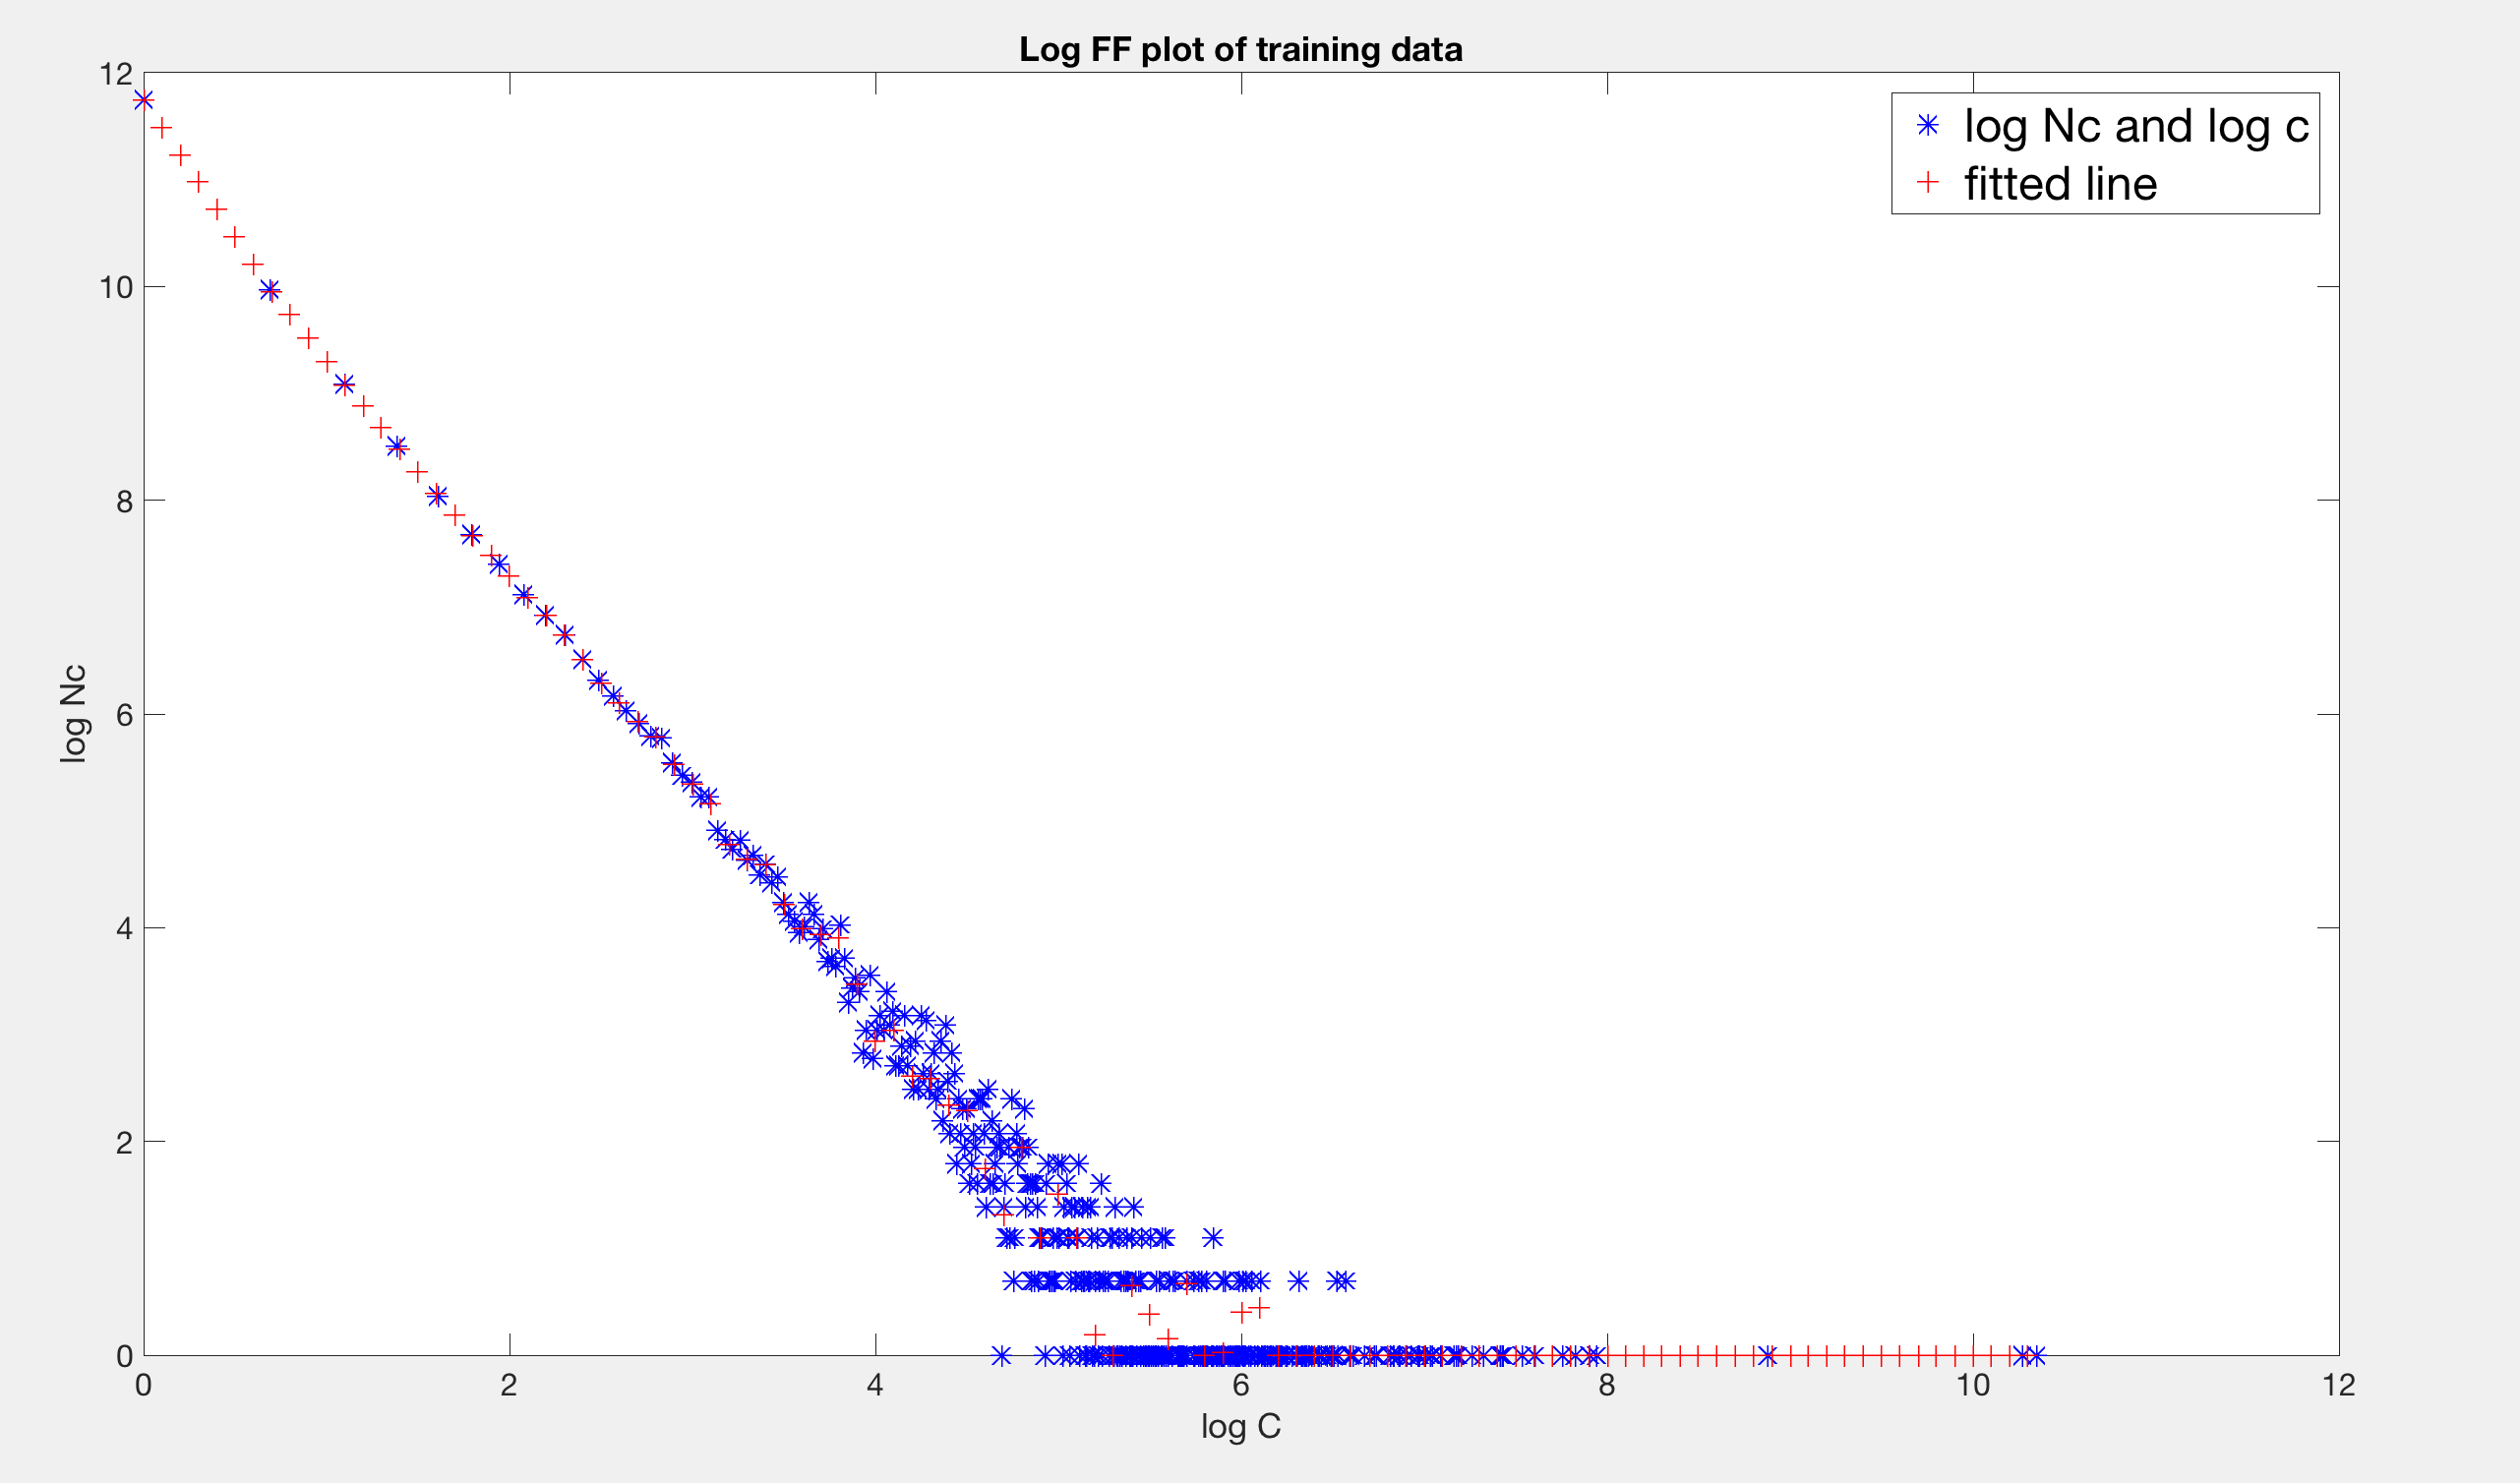 Log FF plot of training data
12
10
8
6
4
2
0
log Nc
log Nc and log c
fitted line
0 2 4 6 8 10 12
log C